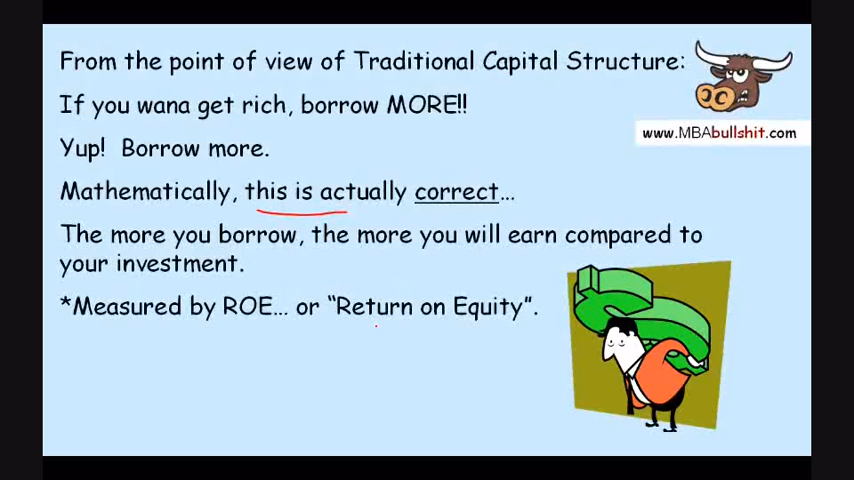 From the point of view of Traditional Capital Structure:
If you wana get rich, borrow MORE!!
www.MBAbullshit.com
Yup!  Borrow more.
Mathematically, this is actually correct…
The more you borrow, the more you will earn compared to
your investment.
*Measured by ROE… or “Return on Equity”.